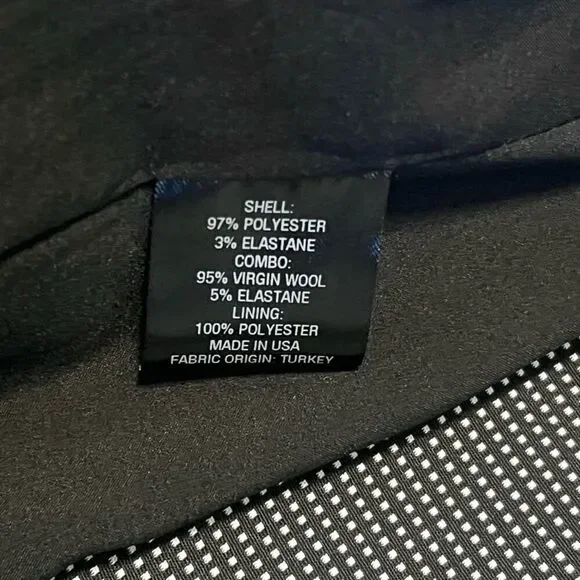 SHELL:
97% POLYESTER
3% ELASTANE
COMBO:
95% VIRGIN WOOL
5% ELASTANE
LINING:
100% POLYESTER
MADE IN USA
FABRIC ORIGIN: TURKEY